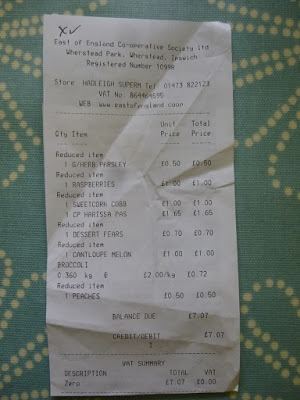 East of England Co-operative Society Ltd
Wherstead Park, Wherstead, Ipswich
Registered Number 1099R
Store HADLEIGH SUPERM Tel 01473 822123
VAT No 864464595
WEB www.eastofengland.coop
Unit Total
Qty Item Price Price
Reduced item
1 G/HERB PARSLEY £0.50 £0.50
Reduced item
1 RASPBERRIES £1.00 £1.00
Reduced item
1 SWEETCORN COBB £1.00 £1.00
1 CP HARISSA PAS £1.65 £1.65
Reduced item
1 DESSERT PEARS £0.70 £0.70
Reduced item
1 CANTLOUPE MELON £1.00 £1.00
BROCCOLI
0.360 kg @ £2.00/kg £0.72
Reduced item
1 PEACHES £0.50 £0.50
BALANCE DUE £7.07
CREDIT/DEBIT £7.07
VAT SUMMARY
DESCRIPTION TOTAL VAT
Zero £7.07 £0.00